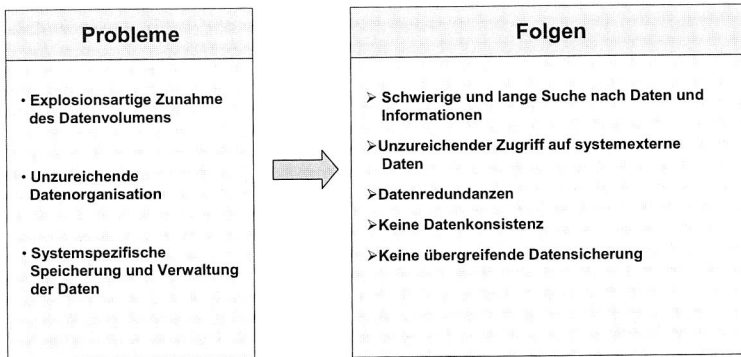 Probleme
• Explosionsartige Zunahme
des Datenvolumens
• Unzureichende
Datenorganisation
• Systemspezifische
Speicherung und Verwaltung
der Daten
Folgen
➢ Schwierige und lange Suche nach Daten und
Informationen
➢Unzureichender Zugriff auf systemexterne
Daten
➢Datenredundanzen
➢Keine Datenkonsistenz
➢Keine übergreifende Datensicherung